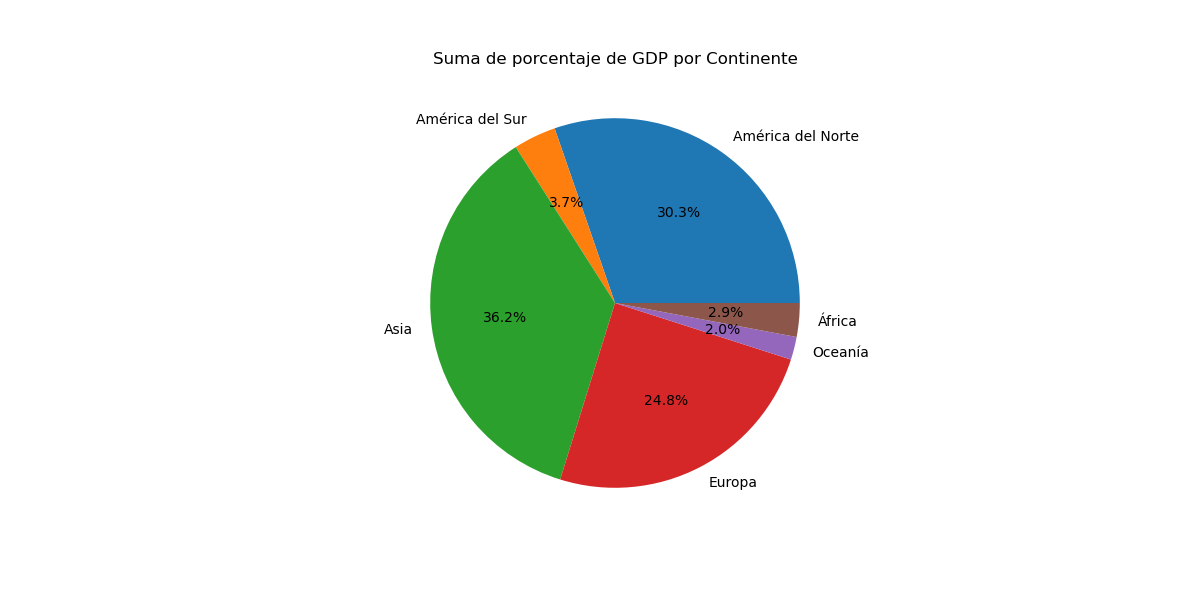 Suma de porcentaje de GDP por Continente
América del Sur
América del Norte
3.7%
30.3%
36.2%
Asia
2.9%
África
2.0%
Oceanía
24.8%
Europa